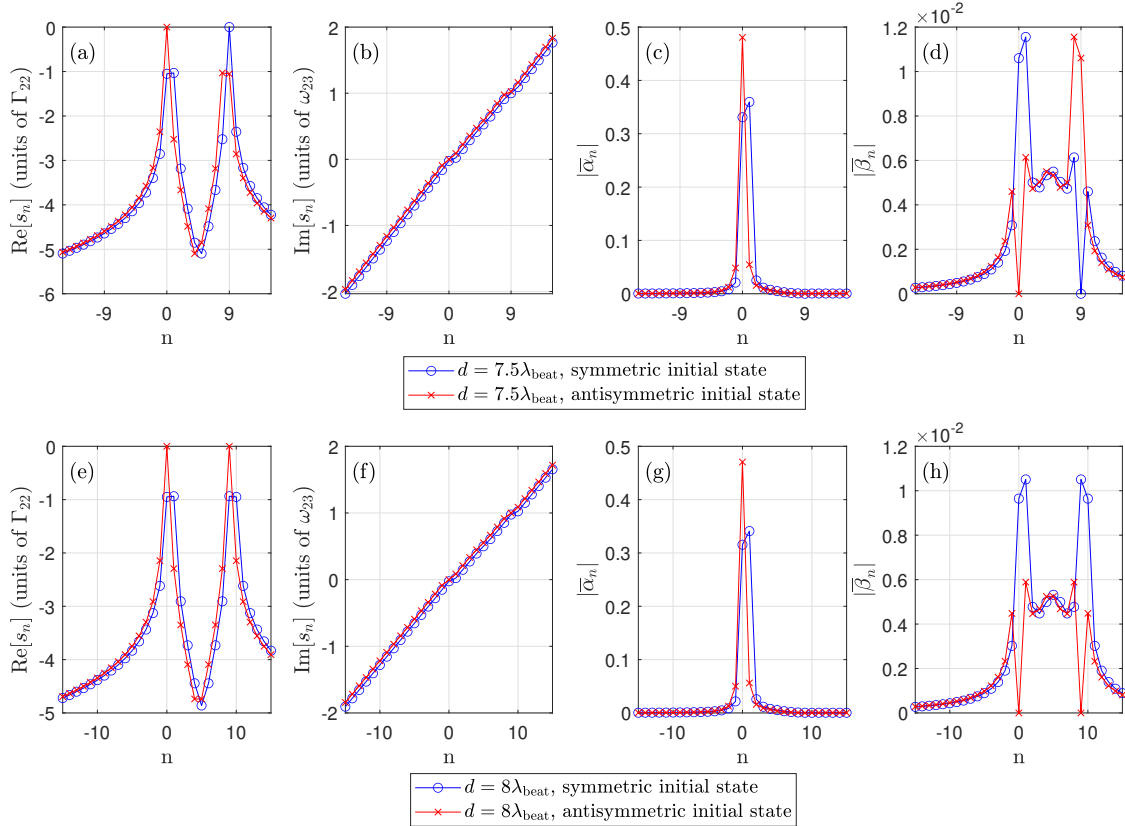 (a)
Re[s_n] (units of Γ_22)
0
-1
-2
-3
-4
-5
-6
-9 0 9
n
(b)
Im[s_n] (units of ω_23)
2
1
0
-1
-2
-9 0 9
n
(c)
|α̅_n|
0.5
0.4
0.3
0.2
0.1
0
-9 0 9
n
×10^-2
(d)
|β̅_n|
1.2
1
0.8
0.6
0.4
0.2
0
-9 0 9
n
d = 7.5λ_beat, symmetric initial state
d = 7.5λ_beat, antisymmetric initial state
(e)
Re[s_n] (units of Γ_22)
0
-1
-2
-3
-4
-5
-10 0 10
n
(f)
Im[s_n] (units of ω_23)
2
1
0
-1
-2
-10 0 10
n
(g)
|α̅_n|
0.5
0.4
0.3
0.2
0.1
0
-10 0 10
n
×10^-2
(h)
|β̅_n|
1.2
1
0.8
0.6
0.4
0.2
0
-10 0 10
n
d = 8λ_beat, symmetric initial state
d = 8λ_beat, antisymmetric initial state